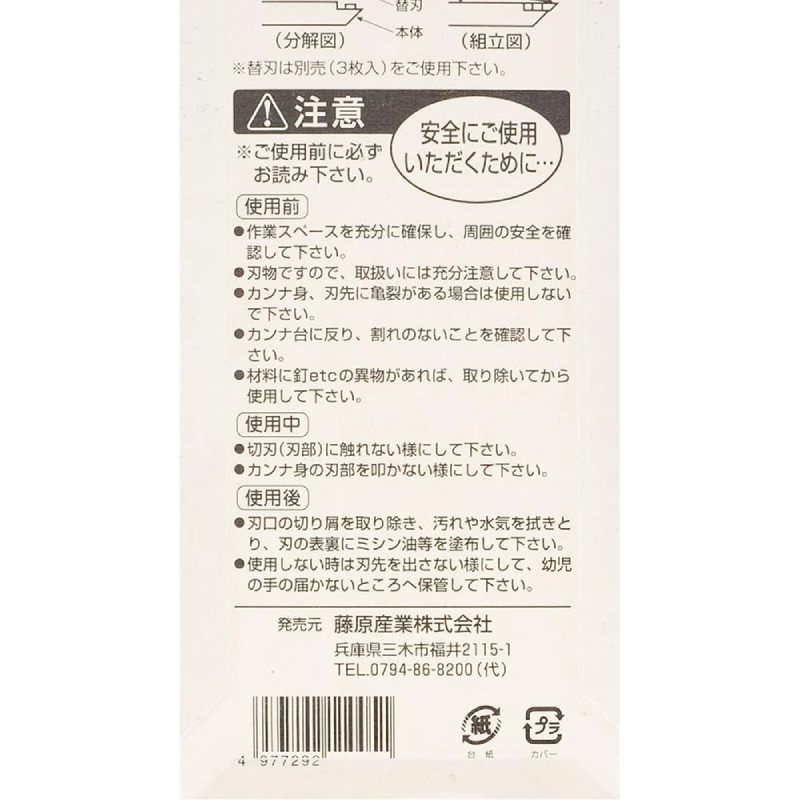 替刃
本体
(分解図)
(組立図)
※替刃は別売(3枚入)をご使用下さい。
注意
安全にご使用
いただくために…
※ご使用前に必ず
お読み下さい。
使用前
●作業スペースを充分に確保し、周囲の安全を確
認して下さい。
●刃物ですので、取扱いには充分注意して下さい。
●カンナ身、刃先に亀裂がある場合は使用しない
で下さい。
●カンナ台に反り、割れのないことを確認して下
さい。
●材料に釘etcの異物があれば、取り除いてから
使用して下さい。
使用中
●切刃(刃部)に触れない様にして下さい。
●カンナ身の刃部を叩かない様にして下さい。
使用後
●刃口の切り屑を取り除き、汚れや水気を拭きと
り、刃の表裏にミシン油等を塗布して下さい。
●使用しない時は刃先を出さない様にして、幼児
の手の届かないところへ保管して下さい。
発売元 藤原産業株式会社
兵庫県三木市福井2115-1
TEL.0794-86-8200(代)
紙
台紙
プラ
カバー
4 977292